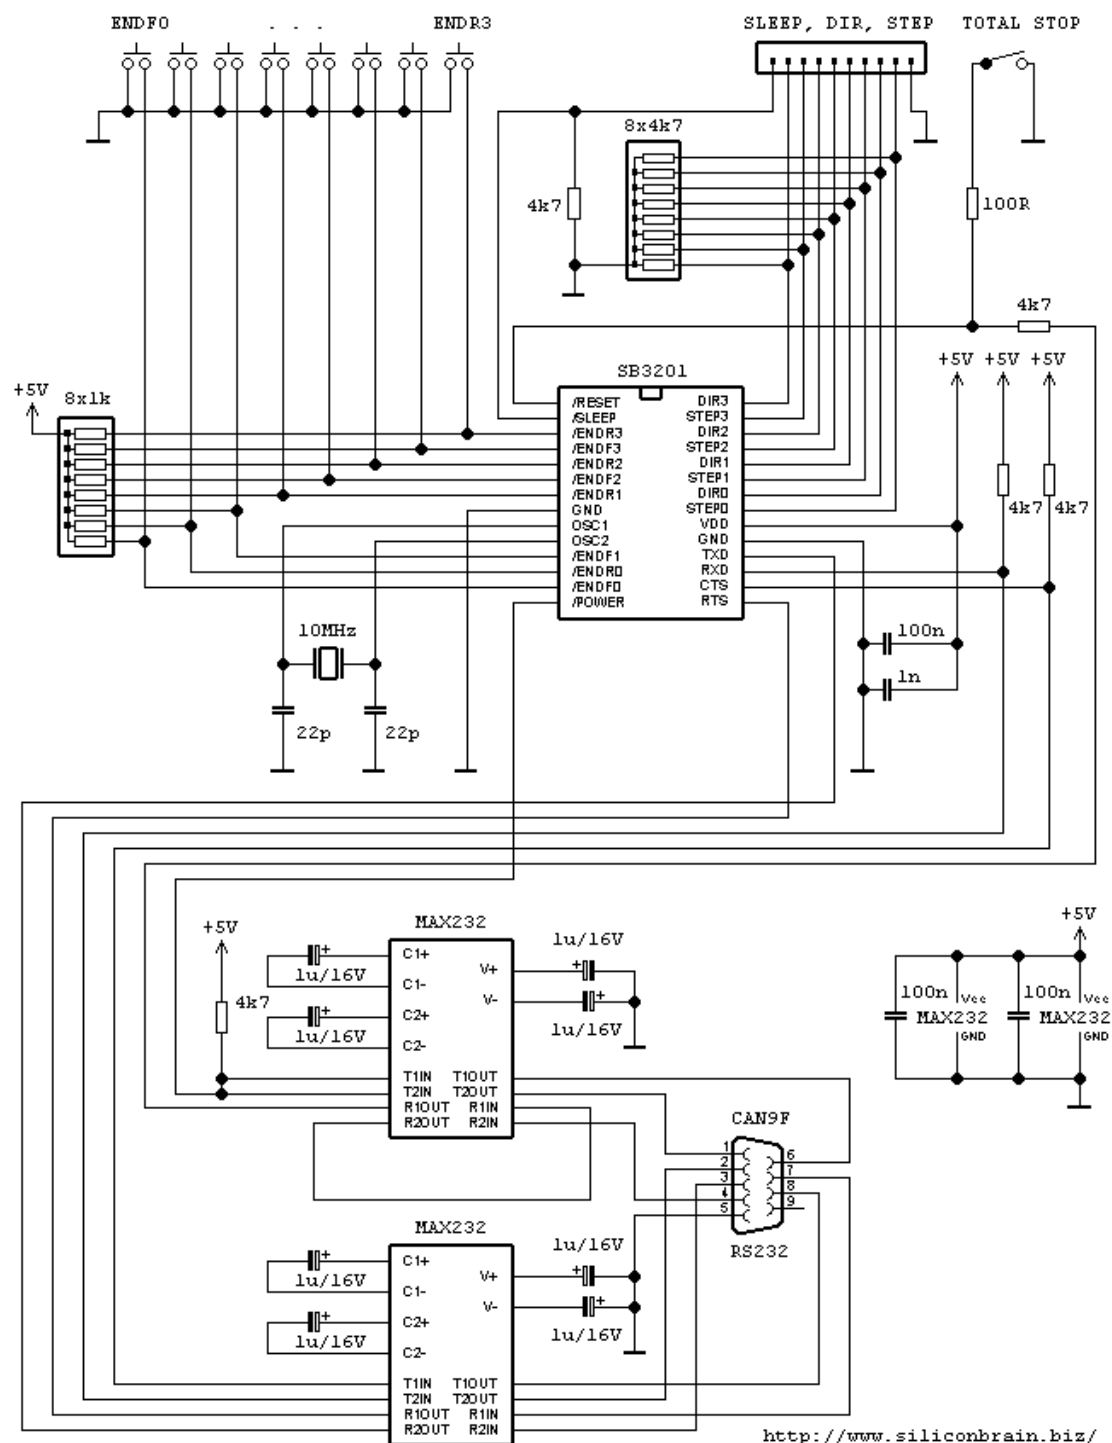 ENDF0 . . . ENDR3
SLEEP, DIR, STEP
TOTAL STOP
8x4k7
4k7
100R
4k7
+5V
8x1k
SB3201
+5V +5V +5V
/RESET DIR3
/SLEEP STEP3
/ENDR3 DIR2
/ENDF3 STEP2
/ENDR2 DIR1
/ENDF2 STEP1
/ENDR1 DIR0
GND STEP0
OSC1 VDD
OSC2 GND
/ENDF1 TXD
/ENDR0 RXD
/ENDF0 CTS
/POWER RTS
4k7 4k7
10MHz
100n
1n
22p 22p
MAX232
+5V
4k7
1u/16V
1u/16V
C1+
C1-
C2+
C2-
V+
V-
1u/16V
1u/16V
T1IN T1OUT
T2IN T2OUT
R1OUT R1IN
R2OUT R2IN
+5V
100n Vcc 100n Vcc
MAX232 MAX232
GND GND
CAN9F
1 6
2 7
3 8
4 9
5
RS232
MAX232
1u/16V
1u/16V
C1+
C1-
C2+
C2-
V+
V-
1u/16V
1u/16V
T1IN T1OUT
T2IN T2OUT
R1OUT R1IN
R2OUT R2IN
http://www.siliconbrain.biz/